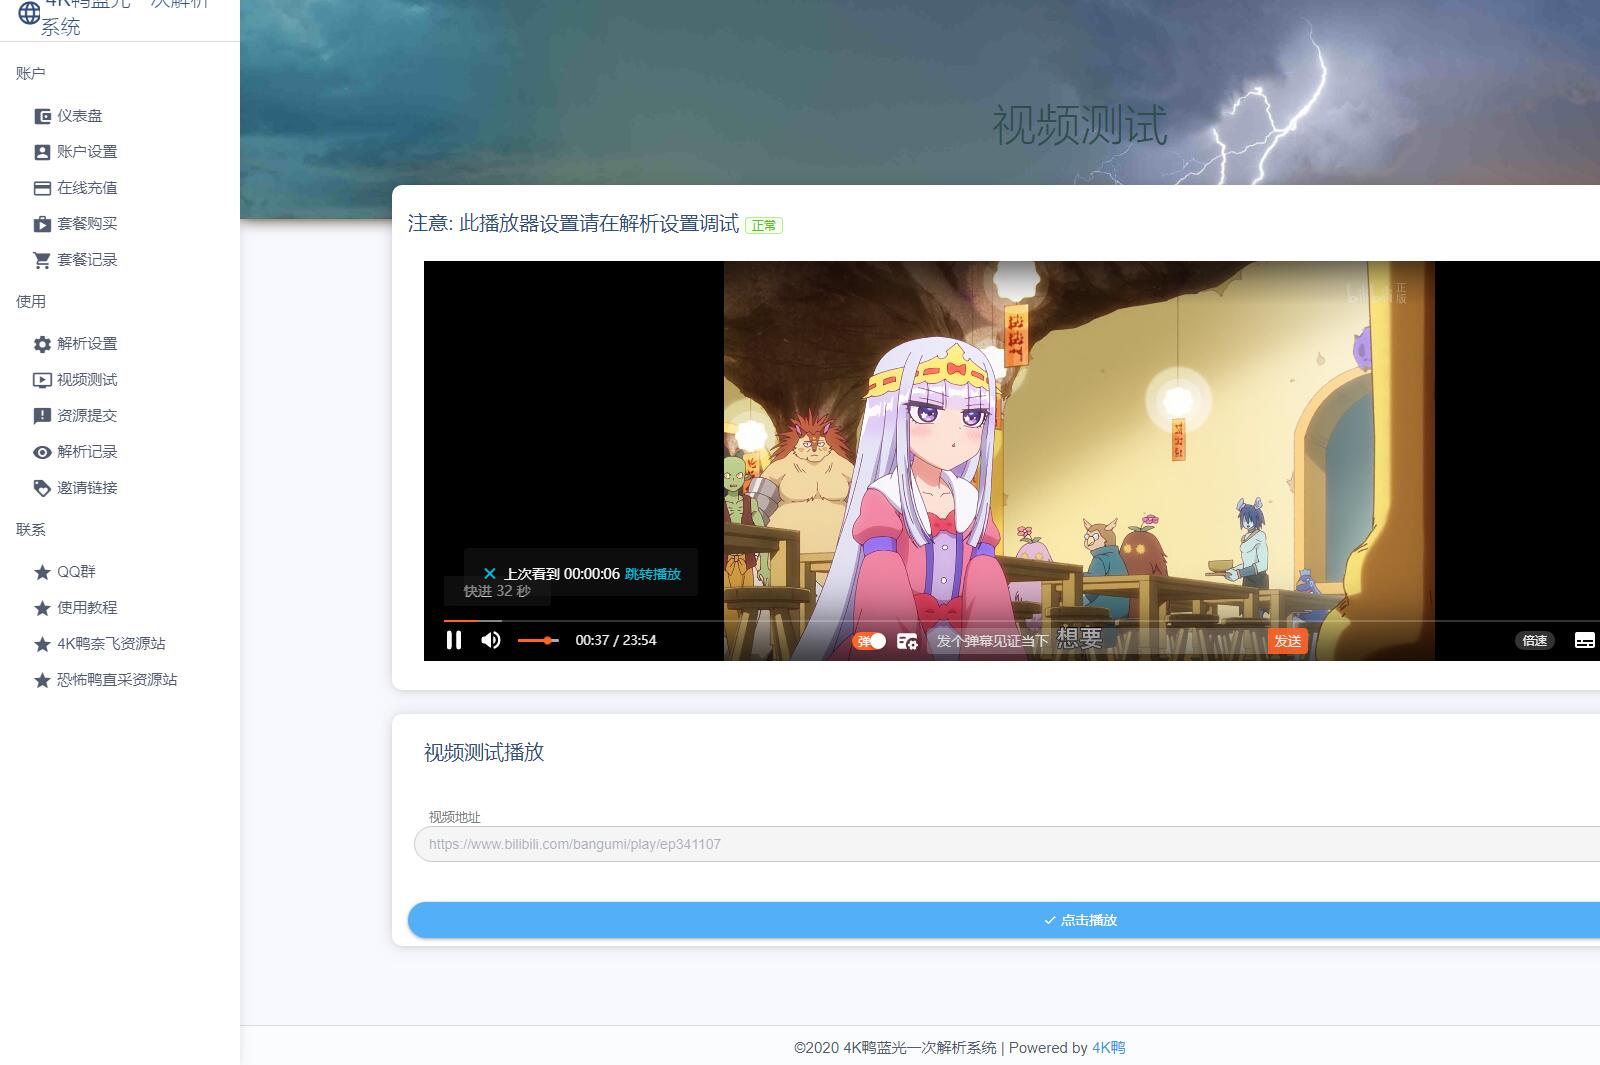 4K鸭蓝光一次解析
系统
账户
仪表盘
账户设置
在线充值
套餐购买
套餐记录
使用
解析设置
视频测试
资源提交
解析记录
邀请链接
联系
QQ群
使用教程
4K鸭奈飞资源站
恐怖鸭直采资源站
视频测试
注意: 此播放器设置请在解析设置调试 正常
bilibili 正版
上次看到 00:00:06 跳转播放
快进 32 秒
00:37 / 23:54
弹
发个弹幕见证当下
想要
发送
倍速
视频测试播放
视频地址
https://www.bilibili.com/bangumi/play/ep341107
点击播放
©2020 4K鸭蓝光一次解析系统 | Powered by 4K鸭